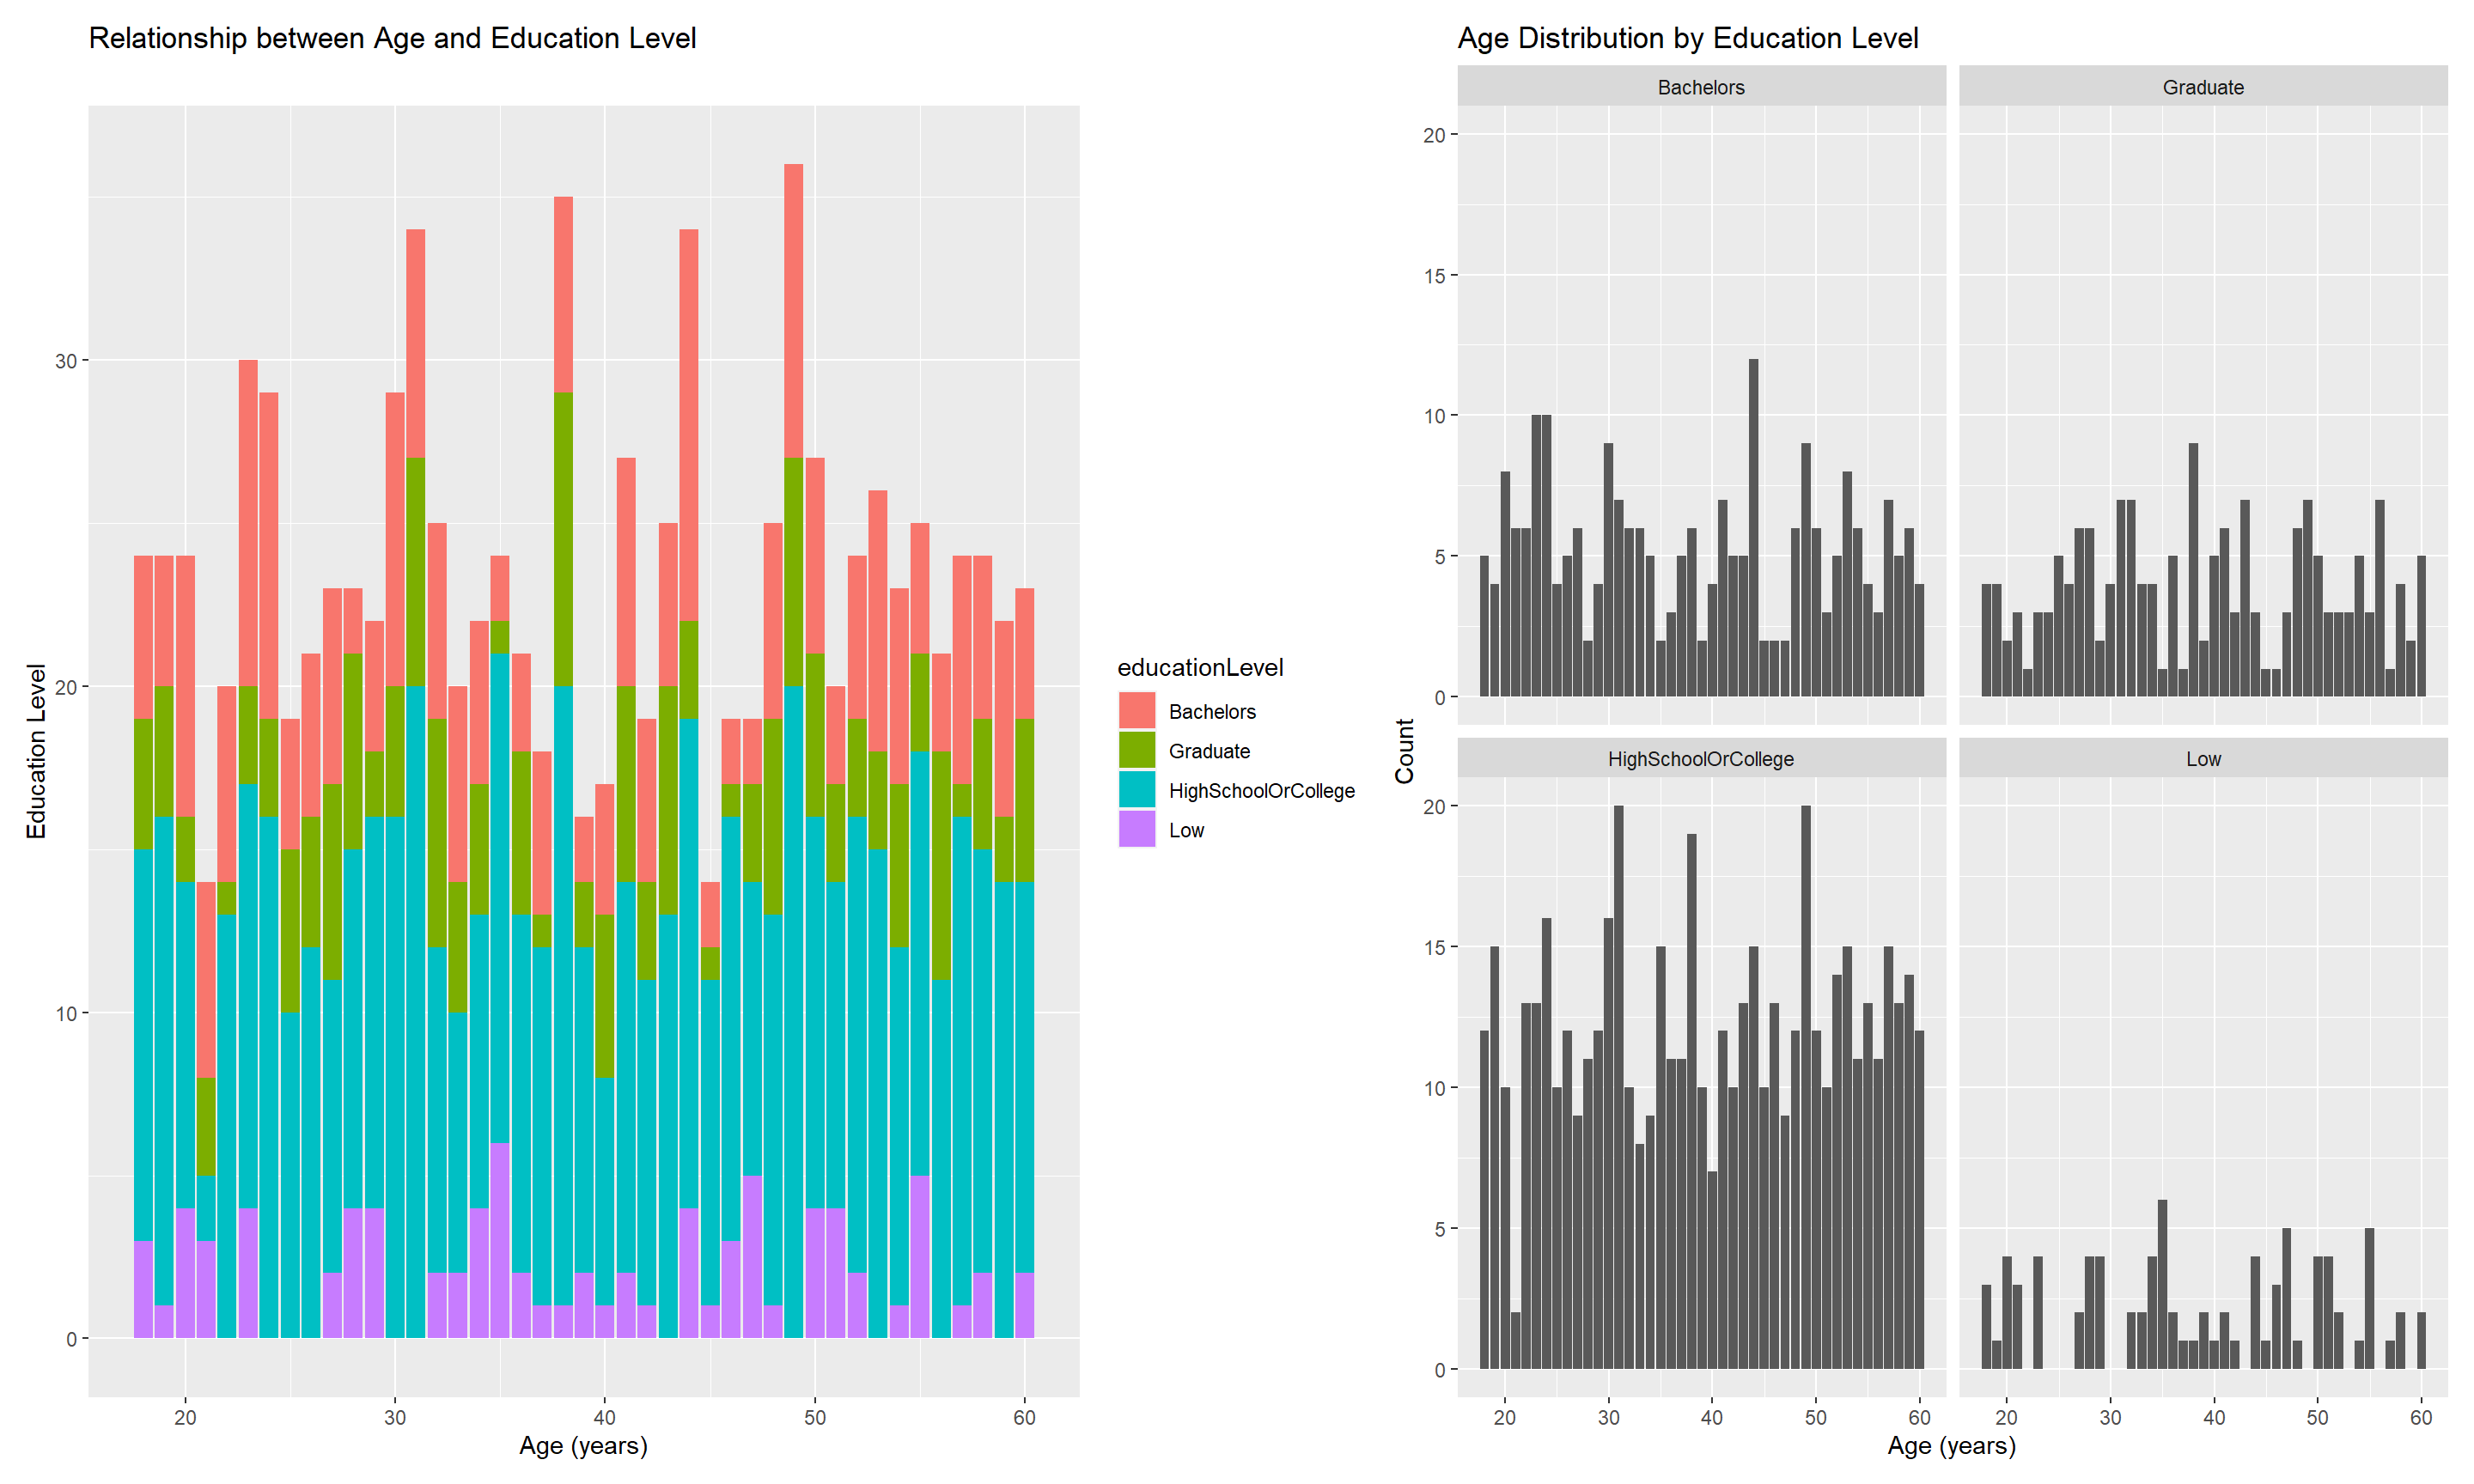 Relationship between Age and Education Level
Education Level
30
20
10
0
20 30 40 50 60
Age (years)
educationLevel
Bachelors
Graduate
HighSchoolOrCollege
Low
Age Distribution by Education Level
Count
Bachelors
Graduate
20
15
10
5
0
HighSchoolOrCollege
Low
20
15
10
5
0
20 30 40 50 60
20 30 40 50 60
Age (years)